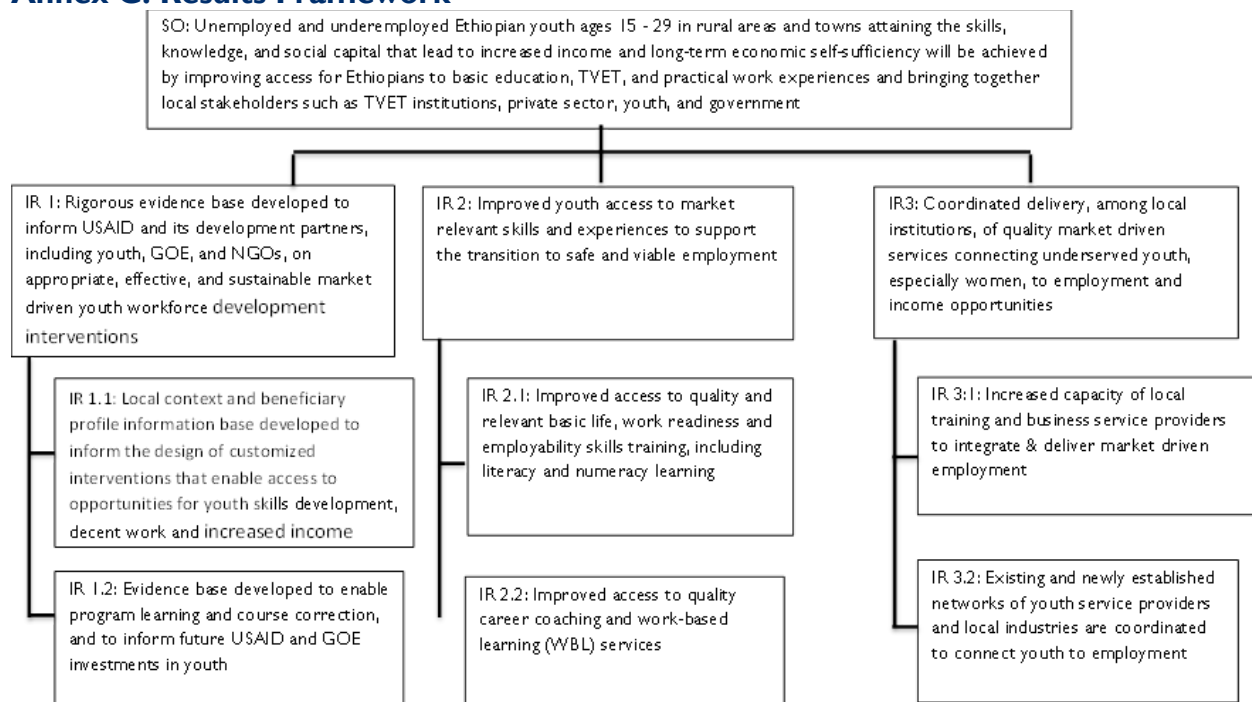 Annex Results Framework
SO: Unemployed and underemployed Ethiopian youth ages 15 - 29 in rural areas and towns attaining the skills,
knowledge, and social capital that lead to increased income and long-term economic self-sufficiency will be achieved
by improving access for Ethiopians to basic education, TVET, and practical work experiences and bringing together
local stakeholders such as TVET institutions, private sector, youth, and government
IR 1: Rigorous evidence base developed to
inform USAID and its development partners,
including youth, GOE, and NGOs, on
appropriate, effective, and sustainable market
driven youth workforce development
interventions
IR 1.1: Local context and beneficiary
profile information base developed to
inform the design of customized
interventions that enable access to
opportunities for youth skills development,
decent work and increased income
IR 1.2: Evidence base developed to enable
program learning and course correction,
and to inform future USAID and GOE
investments in youth
IR 2: Improved youth access to market
relevant skills and experiences to support
the transition to safe and viable employment
IR 2.1: Improved access to quality and
relevant basic life, work readiness and
employability skills training, including
literacy and numeracy learning
IR 2.2: Improved access to quality
career coaching and work-based
learning (WBL) services
IR3: Coordinated delivery, among local
institutions, of quality market driven
services connecting underserved youth,
especially women, to employment and
income opportunities
IR 3:1: Increased capacity of local
training and business service providers
to integrate & deliver market driven
employment
IR 3.2: Existing and newly established
networks of youth service providers
and local industries are coordinated
to connect youth to employment